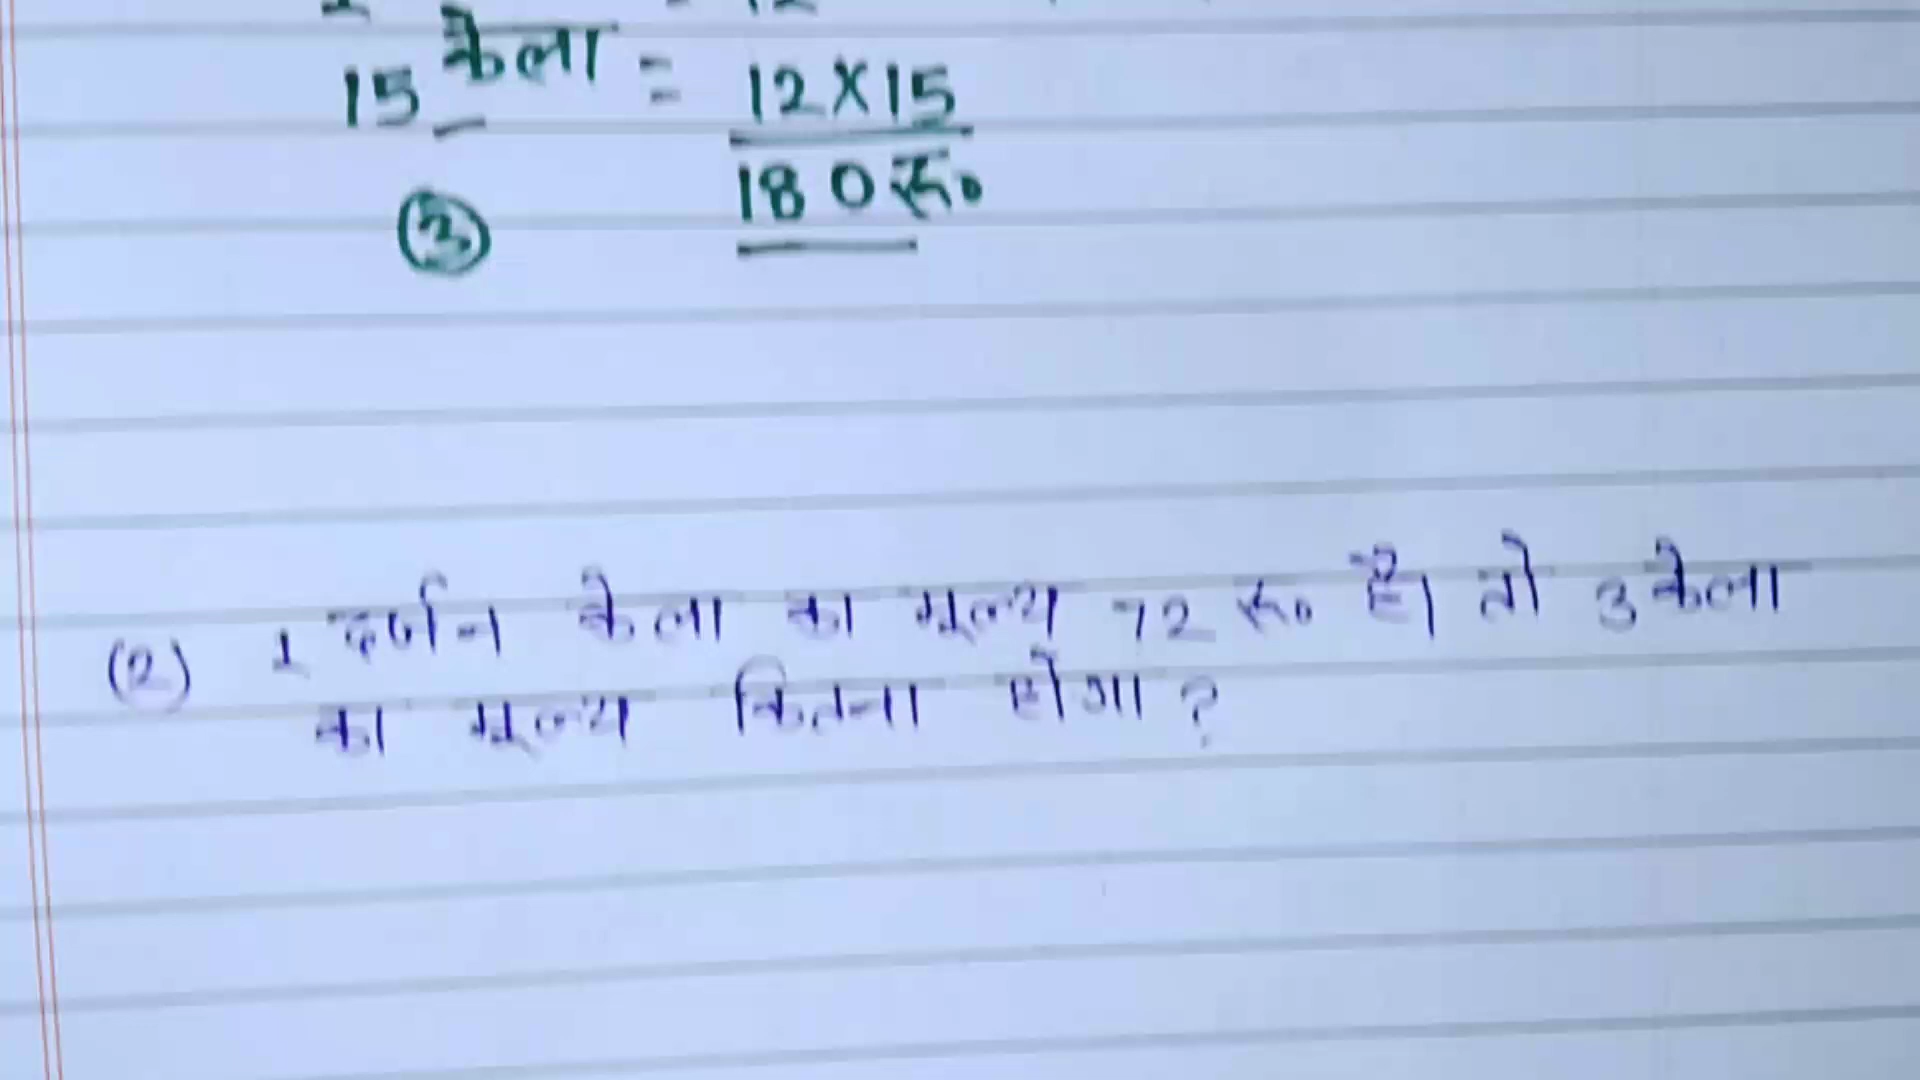 15 केला = 12×15
180 रू०
③
(2) 1 दर्जन केला का मूल्य 72 रू० है। तो 3 केला
का मूल्य कितना होगा?